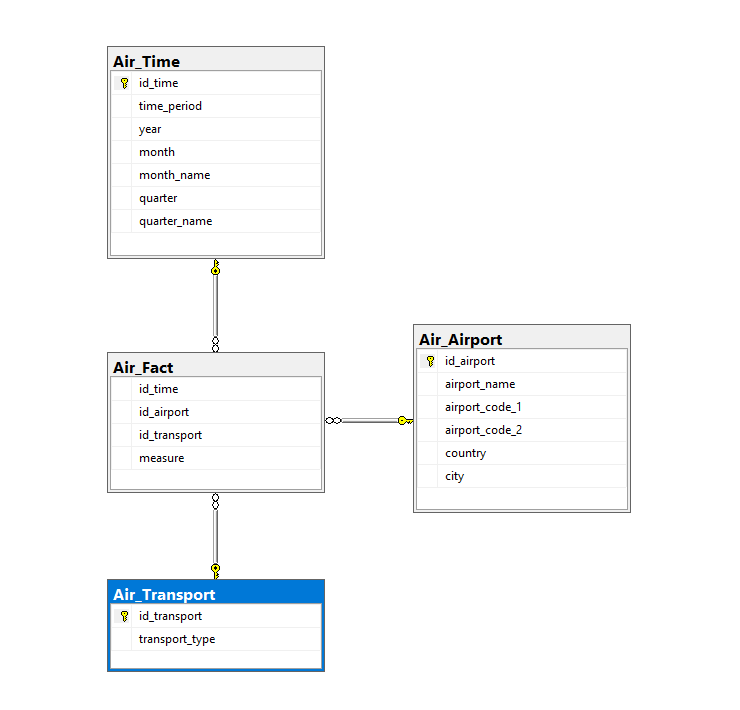 Air_Time
id_time
time_period
year
month
month_name
quarter
quarter_name
Air_Fact
id_time
id_airport
id_transport
measure
Air_Airport
id_airport
airport_name
airport_code_1
airport_code_2
country
city
Air_Transport
id_transport
transport_type